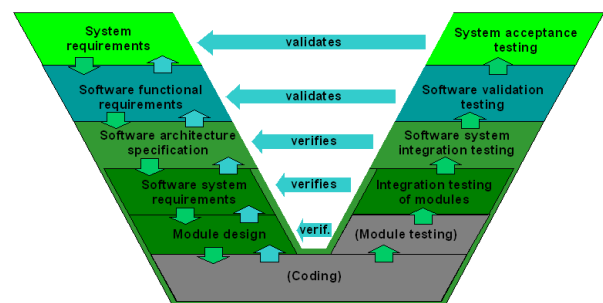 System
requirements
validates
System acceptance
testing
Software functional
requirements
validates
Software validation
testing
Software architecture
specification
verifies
Software system
integration testing
Software system
requirements
verifies
Integration testing
of modules
Module design
verif.
(Module testing)
(Coding)